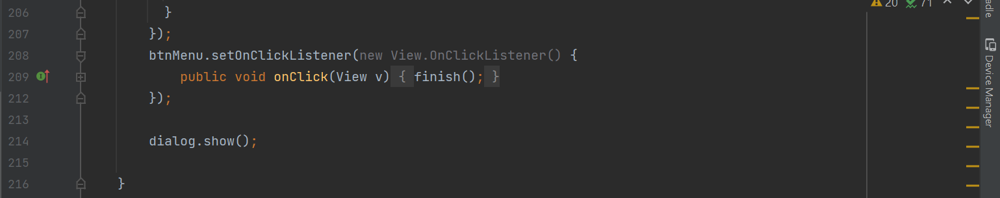 20 71
206 }
207 });
208 btnMenu.setOnClickListener(new View.OnClickListener() {
209 public void onClick(View v) { finish(); }
212 });
213
214 dialog.show();
215
216 }
adle
Device Manager